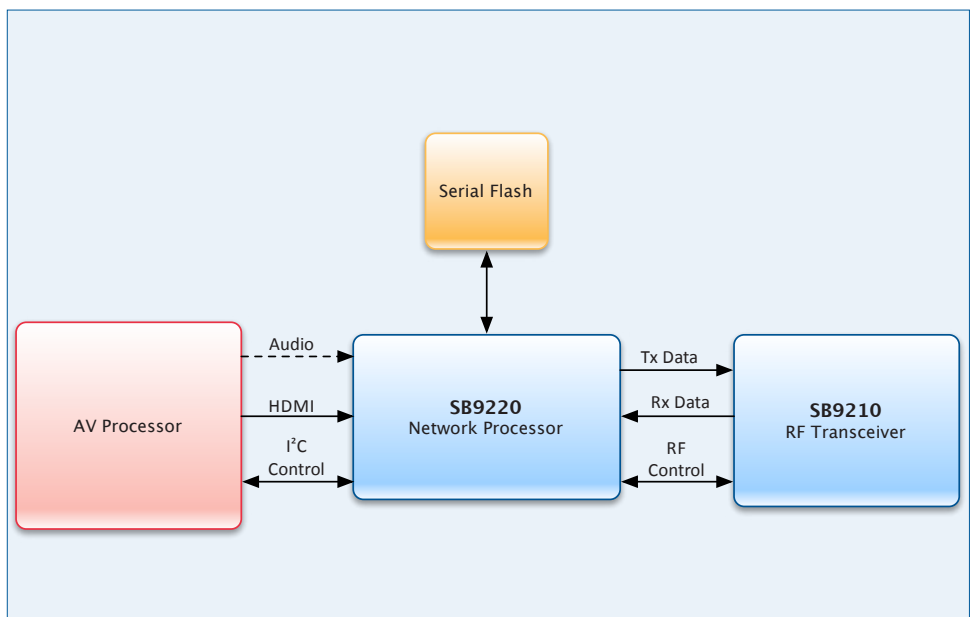 Serial Flash
Audio
HDMI
I²C
Control
AV Processor
SB9220
Network Processor
Tx Data
Rx Data
RF
Control
SB9210
RF Transceiver